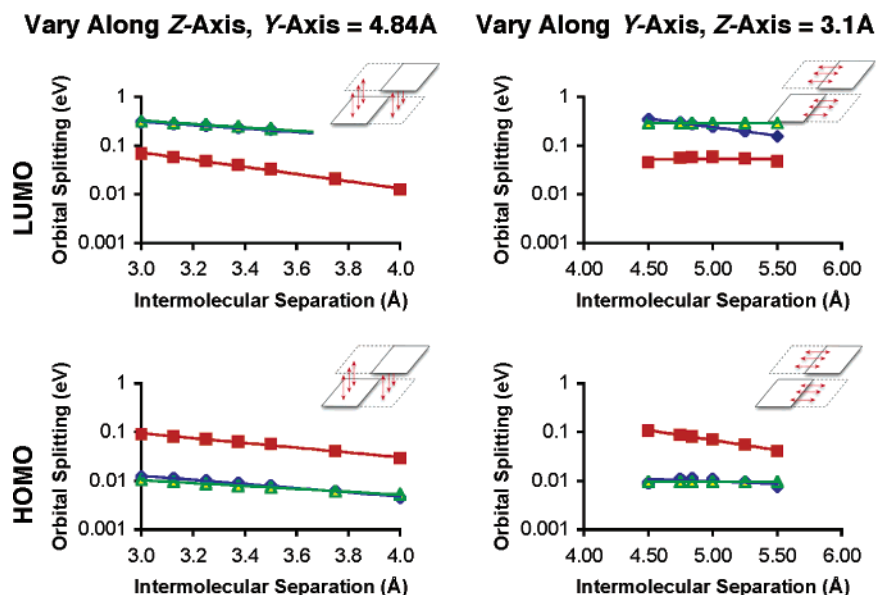 Vary Along Z-Axis, Y-Axis = 4.84Å
Vary Along Y-Axis, Z-Axis = 3.1Å
LUMO
Orbital Splitting (eV)
1
0.1
0.01
0.001
3.0 3.2 3.4 3.6 3.8 4.0
Intermolecular Separation (Å)
Orbital Splitting (eV)
1
0.1
0.01
0.001
4.00 4.50 5.00 5.50 6.00
Intermolecular Separation (Å)
HOMO
Orbital Splitting (eV)
1
0.1
0.01
0.001
3.0 3.2 3.4 3.6 3.8 4.0
Intermolecular Separation (Å)
Orbital Splitting (eV)
1
0.1
0.01
0.001
4.00 4.50 5.00 5.50 6.00
Intermolecular Separation (Å)